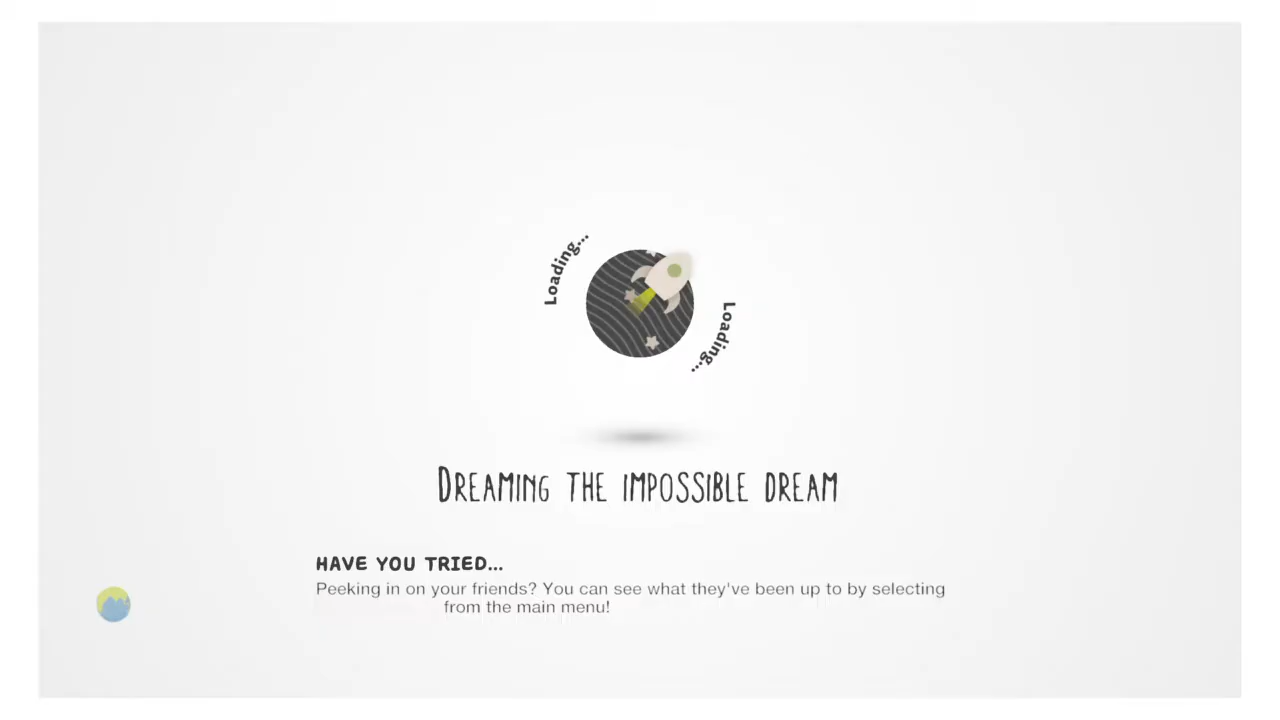 Loading...
Loading...
Dreaming the impossible dream
HAVE YOU TRIED...
Peeking in on your friends? You can see what they've been up to by selecting
from the main menu!